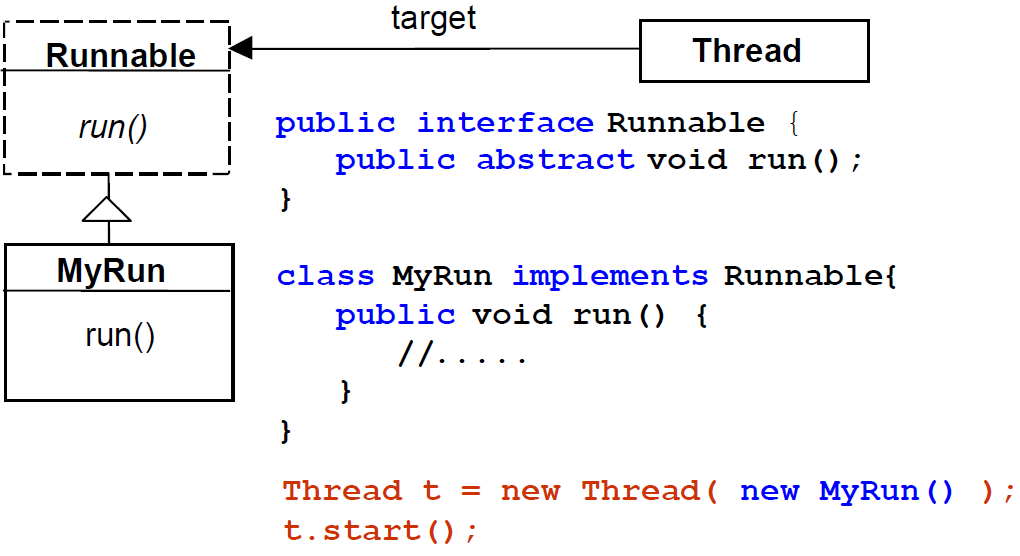 target
Runnable
Thread
run()
public interface Runnable {
public abstract void run();
}
MyRun
run()
class MyRun implements Runnable{
public void run() {
//.....
}
}
Thread t = new Thread( new MyRun() );
t.start();